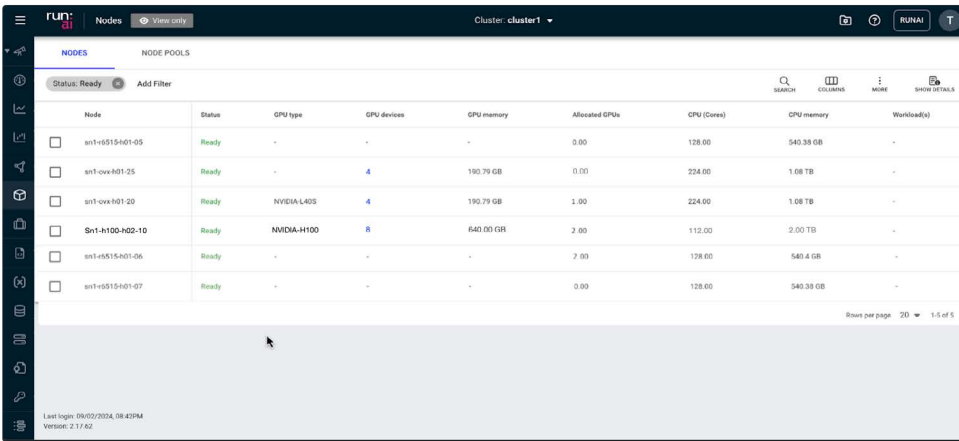 run: ai Nodes View only Cluster: cluster1 RUNAI T
NODES NODE POOLS
Status: Ready Add Filter SEARCH COLUMNS MORE SHOW DETAILS
Node Status GPU type GPU devices GPU memory Allocated GPUs CPU (Cores) CPU memory Workload(s)
sn1-r6515-h01-05 Ready - - - 0.00 128.00 540.38 GB -
sn1-ovx-h01-25 Ready - 4 190.79 GB 0.00 224.00 1.08 TB -
sn1-ovx-h01-20 Ready NVIDIA-L40S 4 190.79 GB 1.00 224.00 1.08 TB -
Sn1-h100-h02-10 Ready NVIDIA-H100 8 640.00 GB 2.00 112.00 2.00 TB -
sn1-r6515-h01-06 Ready - - - 2.00 128.00 540.4 GB -
sn1-r6515-h01-07 Ready - - - 0.00 128.00 540.38 GB -
Rows per page 20 1-5 of 5
Last login: 09/02/2024, 08:42PM
Version: 2.17.62